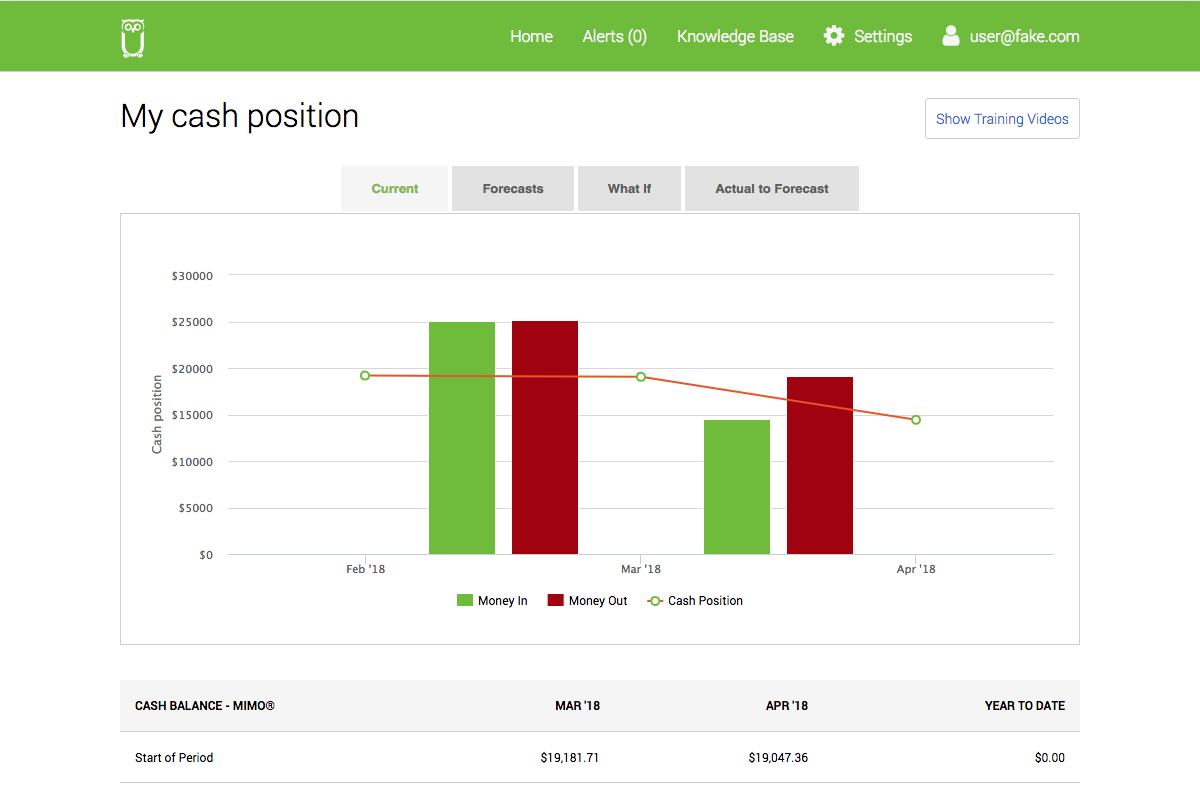 Home Alerts (0) Knowledge Base Settings user@fake.com
My cash position
Show Training Videos
Current Forecasts What If Actual to Forecast
$30000
$25000
$20000
$15000
$10000
$5000
$0
Cash position
Feb '18 Mar '18 Apr '18
Money In Money Out Cash Position
CASH BALANCE - MIMO® MAR '18 APR '18 YEAR TO DATE
Start of Period $19,181.71 $19,047.36 $0.00